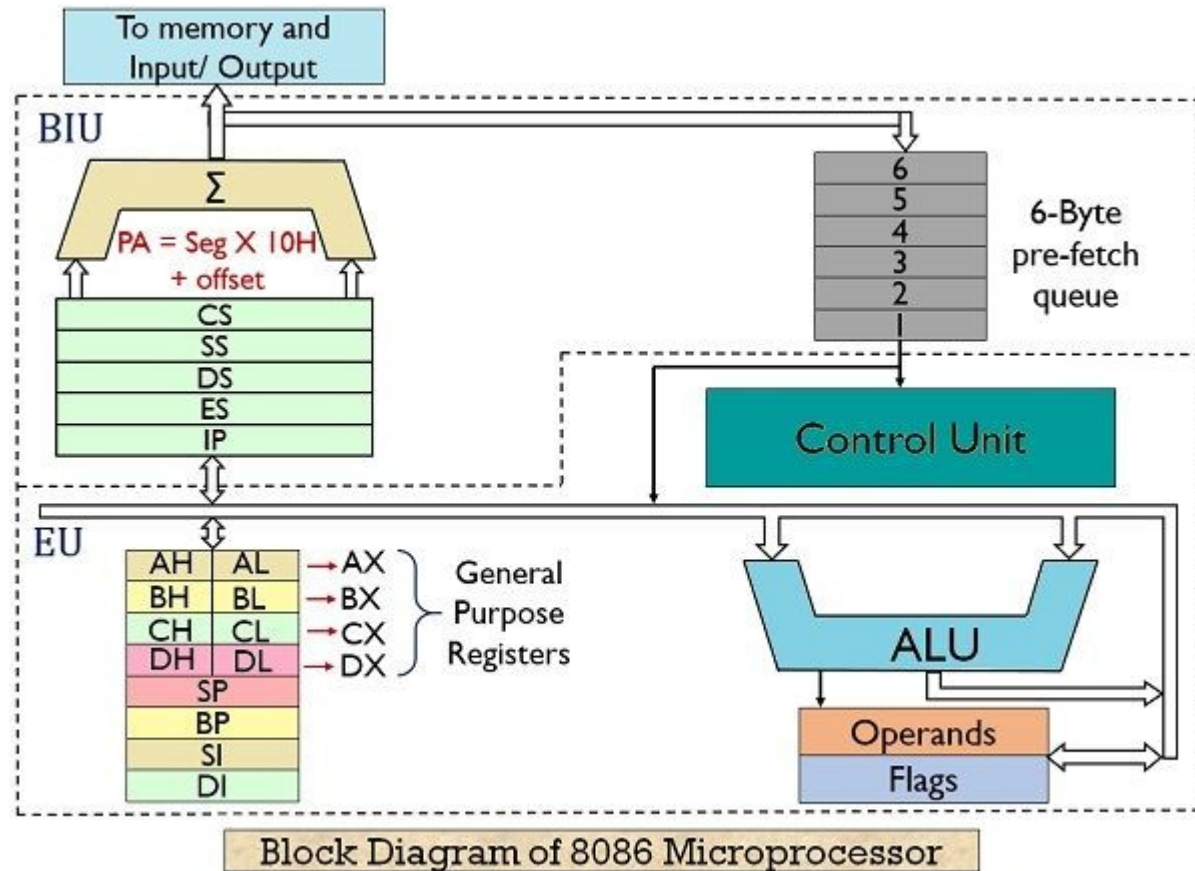 To memory and
Input/ Output
BIU
Σ
PA = Seg X 10H
+ offset
CS
SS
DS
ES
IP
6
5
4
3
2
1
6-Byte
pre-fetch
queue
Control Unit
EU
AH AL AX
BH BL BX
CH CL CX
DH DL DX
SP
BP
SI
DI
General
Purpose
Registers
ALU
Operands
Flags
Block Diagram of 8086 Microprocessor